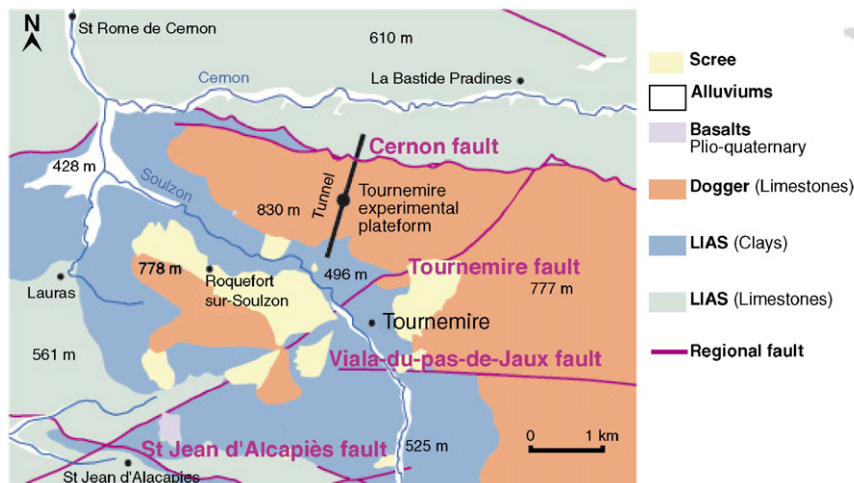 N
St Rome de Cernon
610 m
Cernon
La Bastide Pradines
Cernon fault
428 m
Soulzon
Tunnel
Tournemire
experimental
plateform
830 m
778 m
Roquefort
sur-Soulzon
496 m
Tournemire fault
777 m
Lauras
Tournemire
561 m
Viala-du-pas-de-Jaux fault
St Jean d'Alcapiès fault
525 m
0 1 km
St Jean d'Alacapies
Scree
Alluviums
Basalts
Plio-quaternary
Dogger (Limestones)
LIAS (Clays)
LIAS (Limestones)
Regional fault